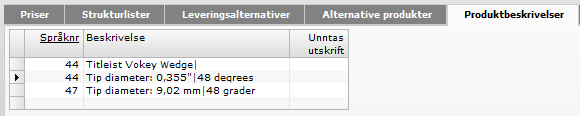 Priser Strukturlister Leveringsalternativer Alternative produkter Produktbeskrivelser
Språknr Beskrivelse Unntas utskrift
44 Titleist Vokey Wedge|
44 Tip diameter: 0,355"|48 degrees
47 Tip diameter: 9,02 mm|48 grader